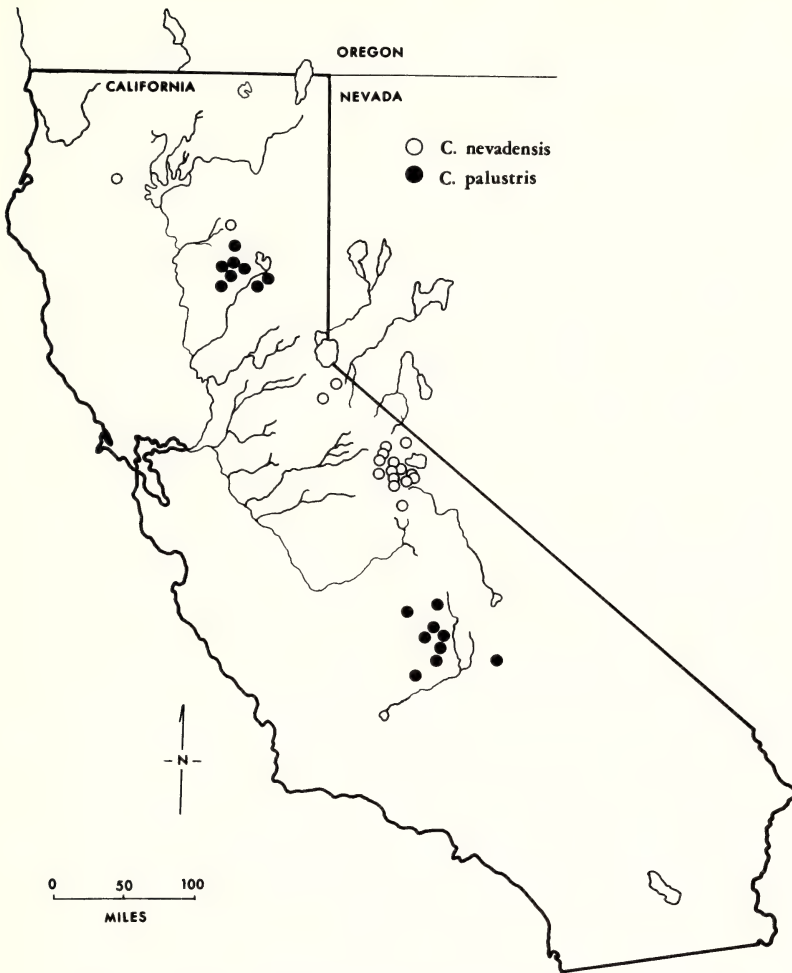 OREGON
CALIFORNIA
NEVADA
C. nevadensis
C. palustris
– N –
0 50 100
MILES